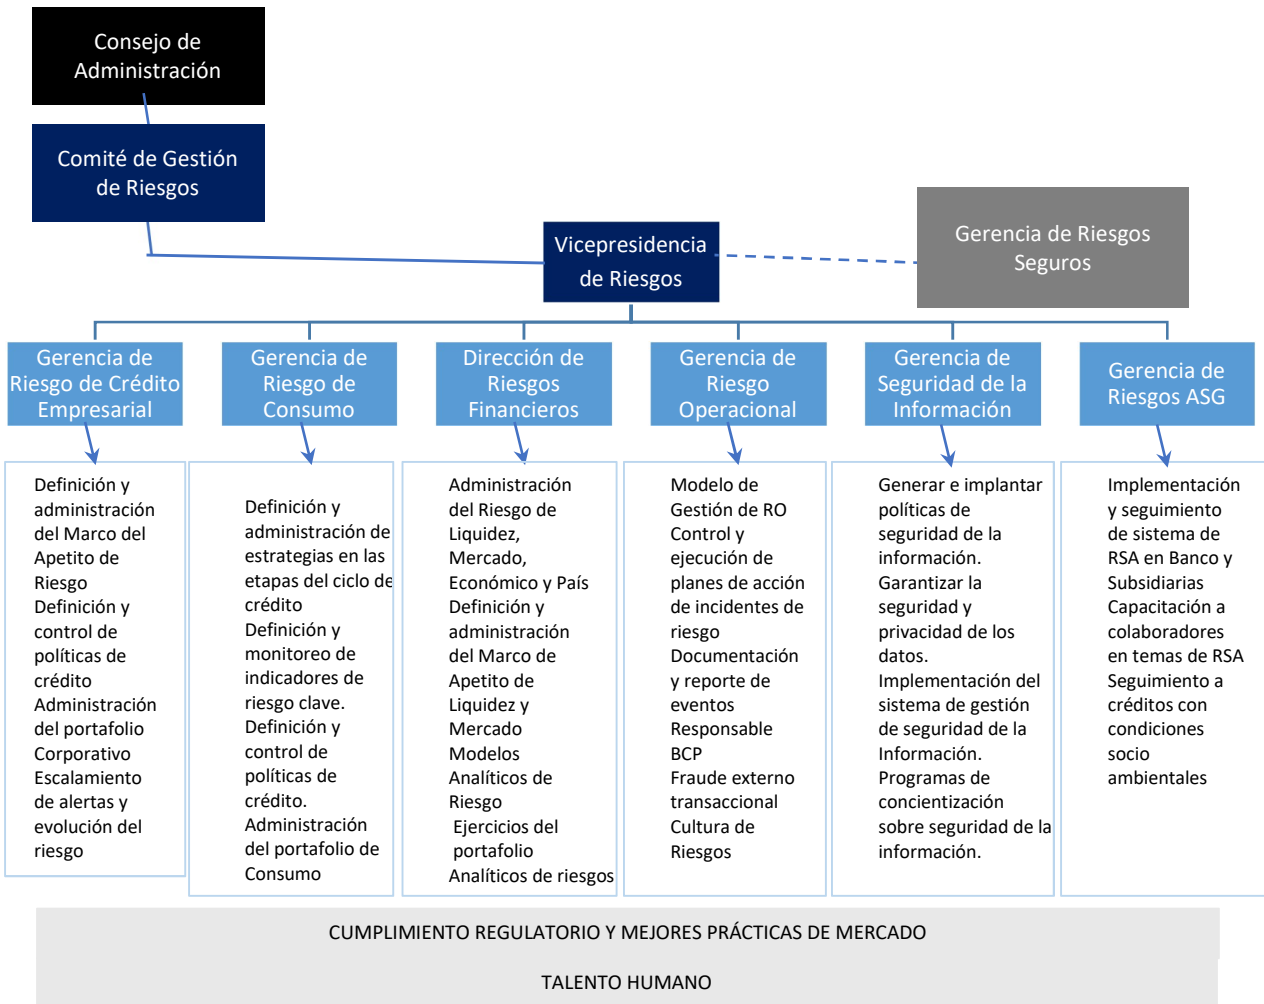 Consejo de
Administración
Comité de Gestión
de Riesgos
Vicepresidencia
de Riesgos
Gerencia de Riesgos
Seguros
Gerencia de
Riesgo de Crédito
Empresarial
Gerencia de
Riesgo de
Consumo
Dirección de
Riesgos
Financieros
Gerencia de
Riesgo
Operacional
Gerencia de
Seguridad de la
Información
Gerencia de
Riesgos ASG
Definición y
administración
del Marco del
Apetito de
Riesgo
Definición y
control de
políticas de
crédito
Administración
del portafolio
Corporativo
Escalamiento
de alertas y
evolución del
riesgo
Definición y
administración de
estrategias en las
etapas del ciclo de
crédito
Definición y
monitoreo de
indicadores de
riesgo clave.
Definición y
control de
políticas de
crédito.
Administración
del portafolio de
Consumo
Administración
del Riesgo de
Liquidez,
Mercado,
Económico y País
Definición y
administración
del Marco de
Apetito de
Liquidez y
Mercado
Modelos
Analíticos de
Riesgo
Ejercicios del
portafolio
Analíticos de riesgos
Modelo de
Gestión de RO
Control y
ejecución de
planes de acción
de incidentes de
riesgo
Documentación
y reporte de
eventos
Responsable
BCP
Fraude externo
transaccional
Cultura de
Riesgos
Generar e implantar
políticas de
seguridad de la
información.
Garantizar la
seguridad y
privacidad de los
datos.
Implementación del
sistema de gestión
de seguridad de la
Información.
Programas de
concientización
sobre seguridad de la
información.
Implementación
y seguimiento
de sistema de
RSA en Banco y
Subsidiarias
Capacitación a
colaboradores
en temas de RSA
Seguimiento a
créditos con
condiciones
socio
ambientales
CUMPLIMIENTO REGULATORIO Y MEJORES PRÁCTICAS DE MERCADO
TALENTO HUMANO